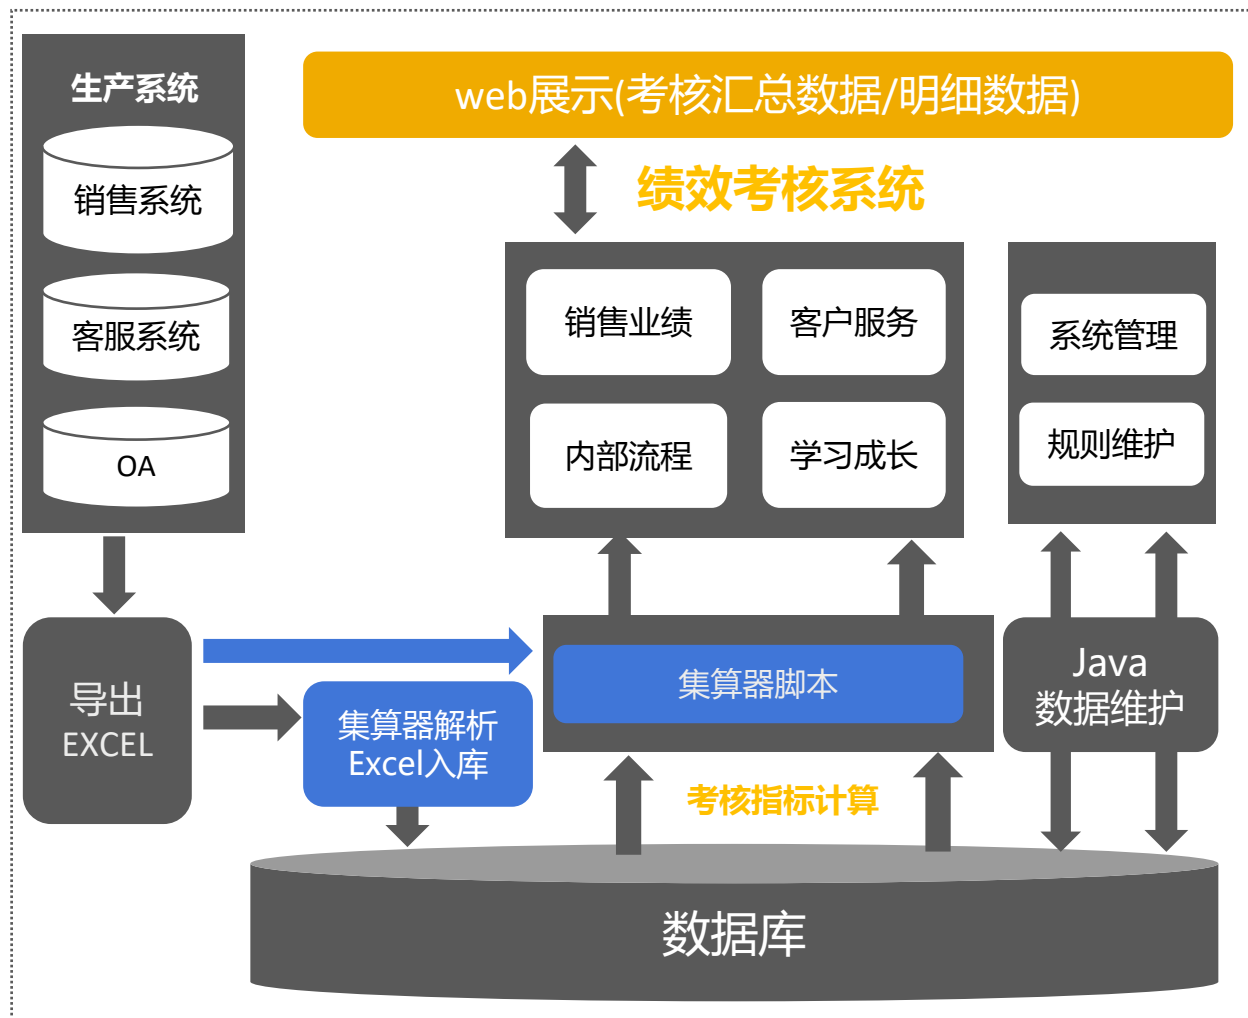 生产系统
销售系统
客服系统
OA
web展示(考核汇总数据/明细数据)
绩效考核系统
销售业绩
客户服务
内部流程
学习成长
系统管理
规则维护
导出
EXCEL
集算器解析
Excel入库
集算器脚本
Java
数据维护
考核指标计算
数据库